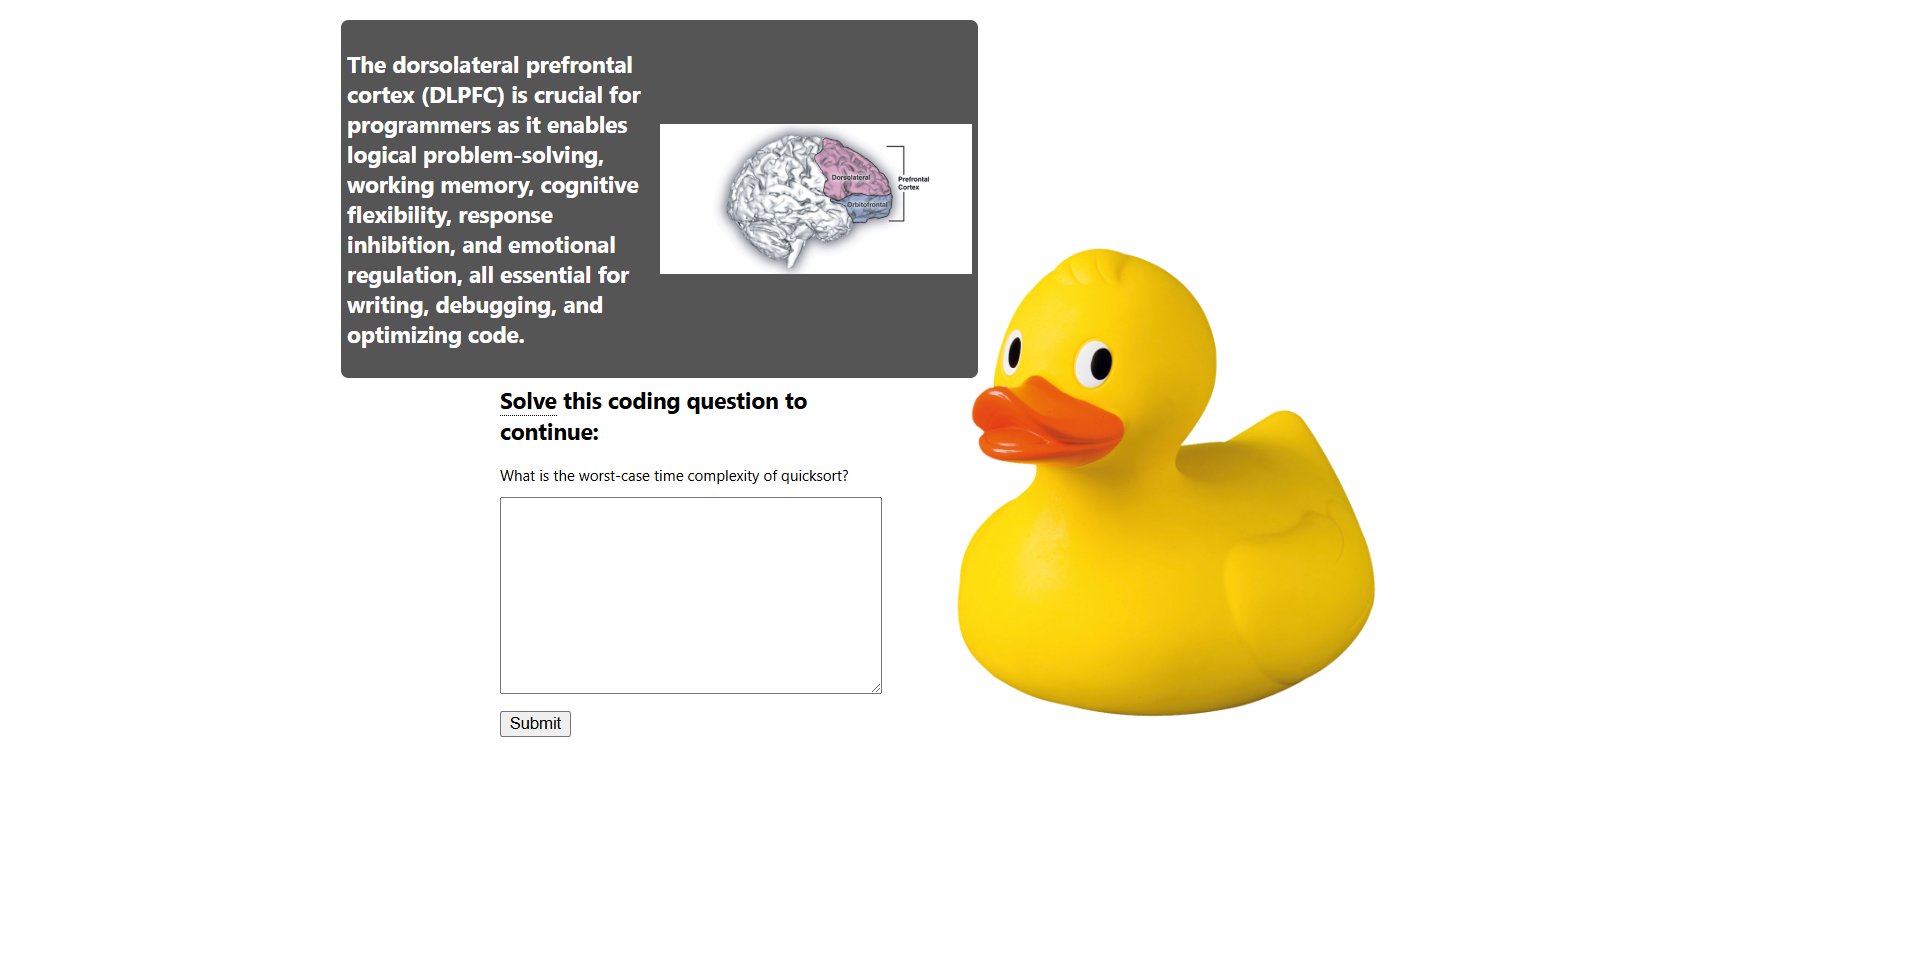 The dorsolateral prefrontal
cortex (DLPFC) is crucial for
programmers as it enables
logical problem-solving,
working memory, cognitive
flexibility, response
inhibition, and emotional
regulation, all essential for
writing, debugging, and
optimizing code.
Dorsolateral
Prefrontal
Cortex
Orbitofrontal
Solve this coding question to
continue:
What is the worst-case time complexity of quicksort?
Submit